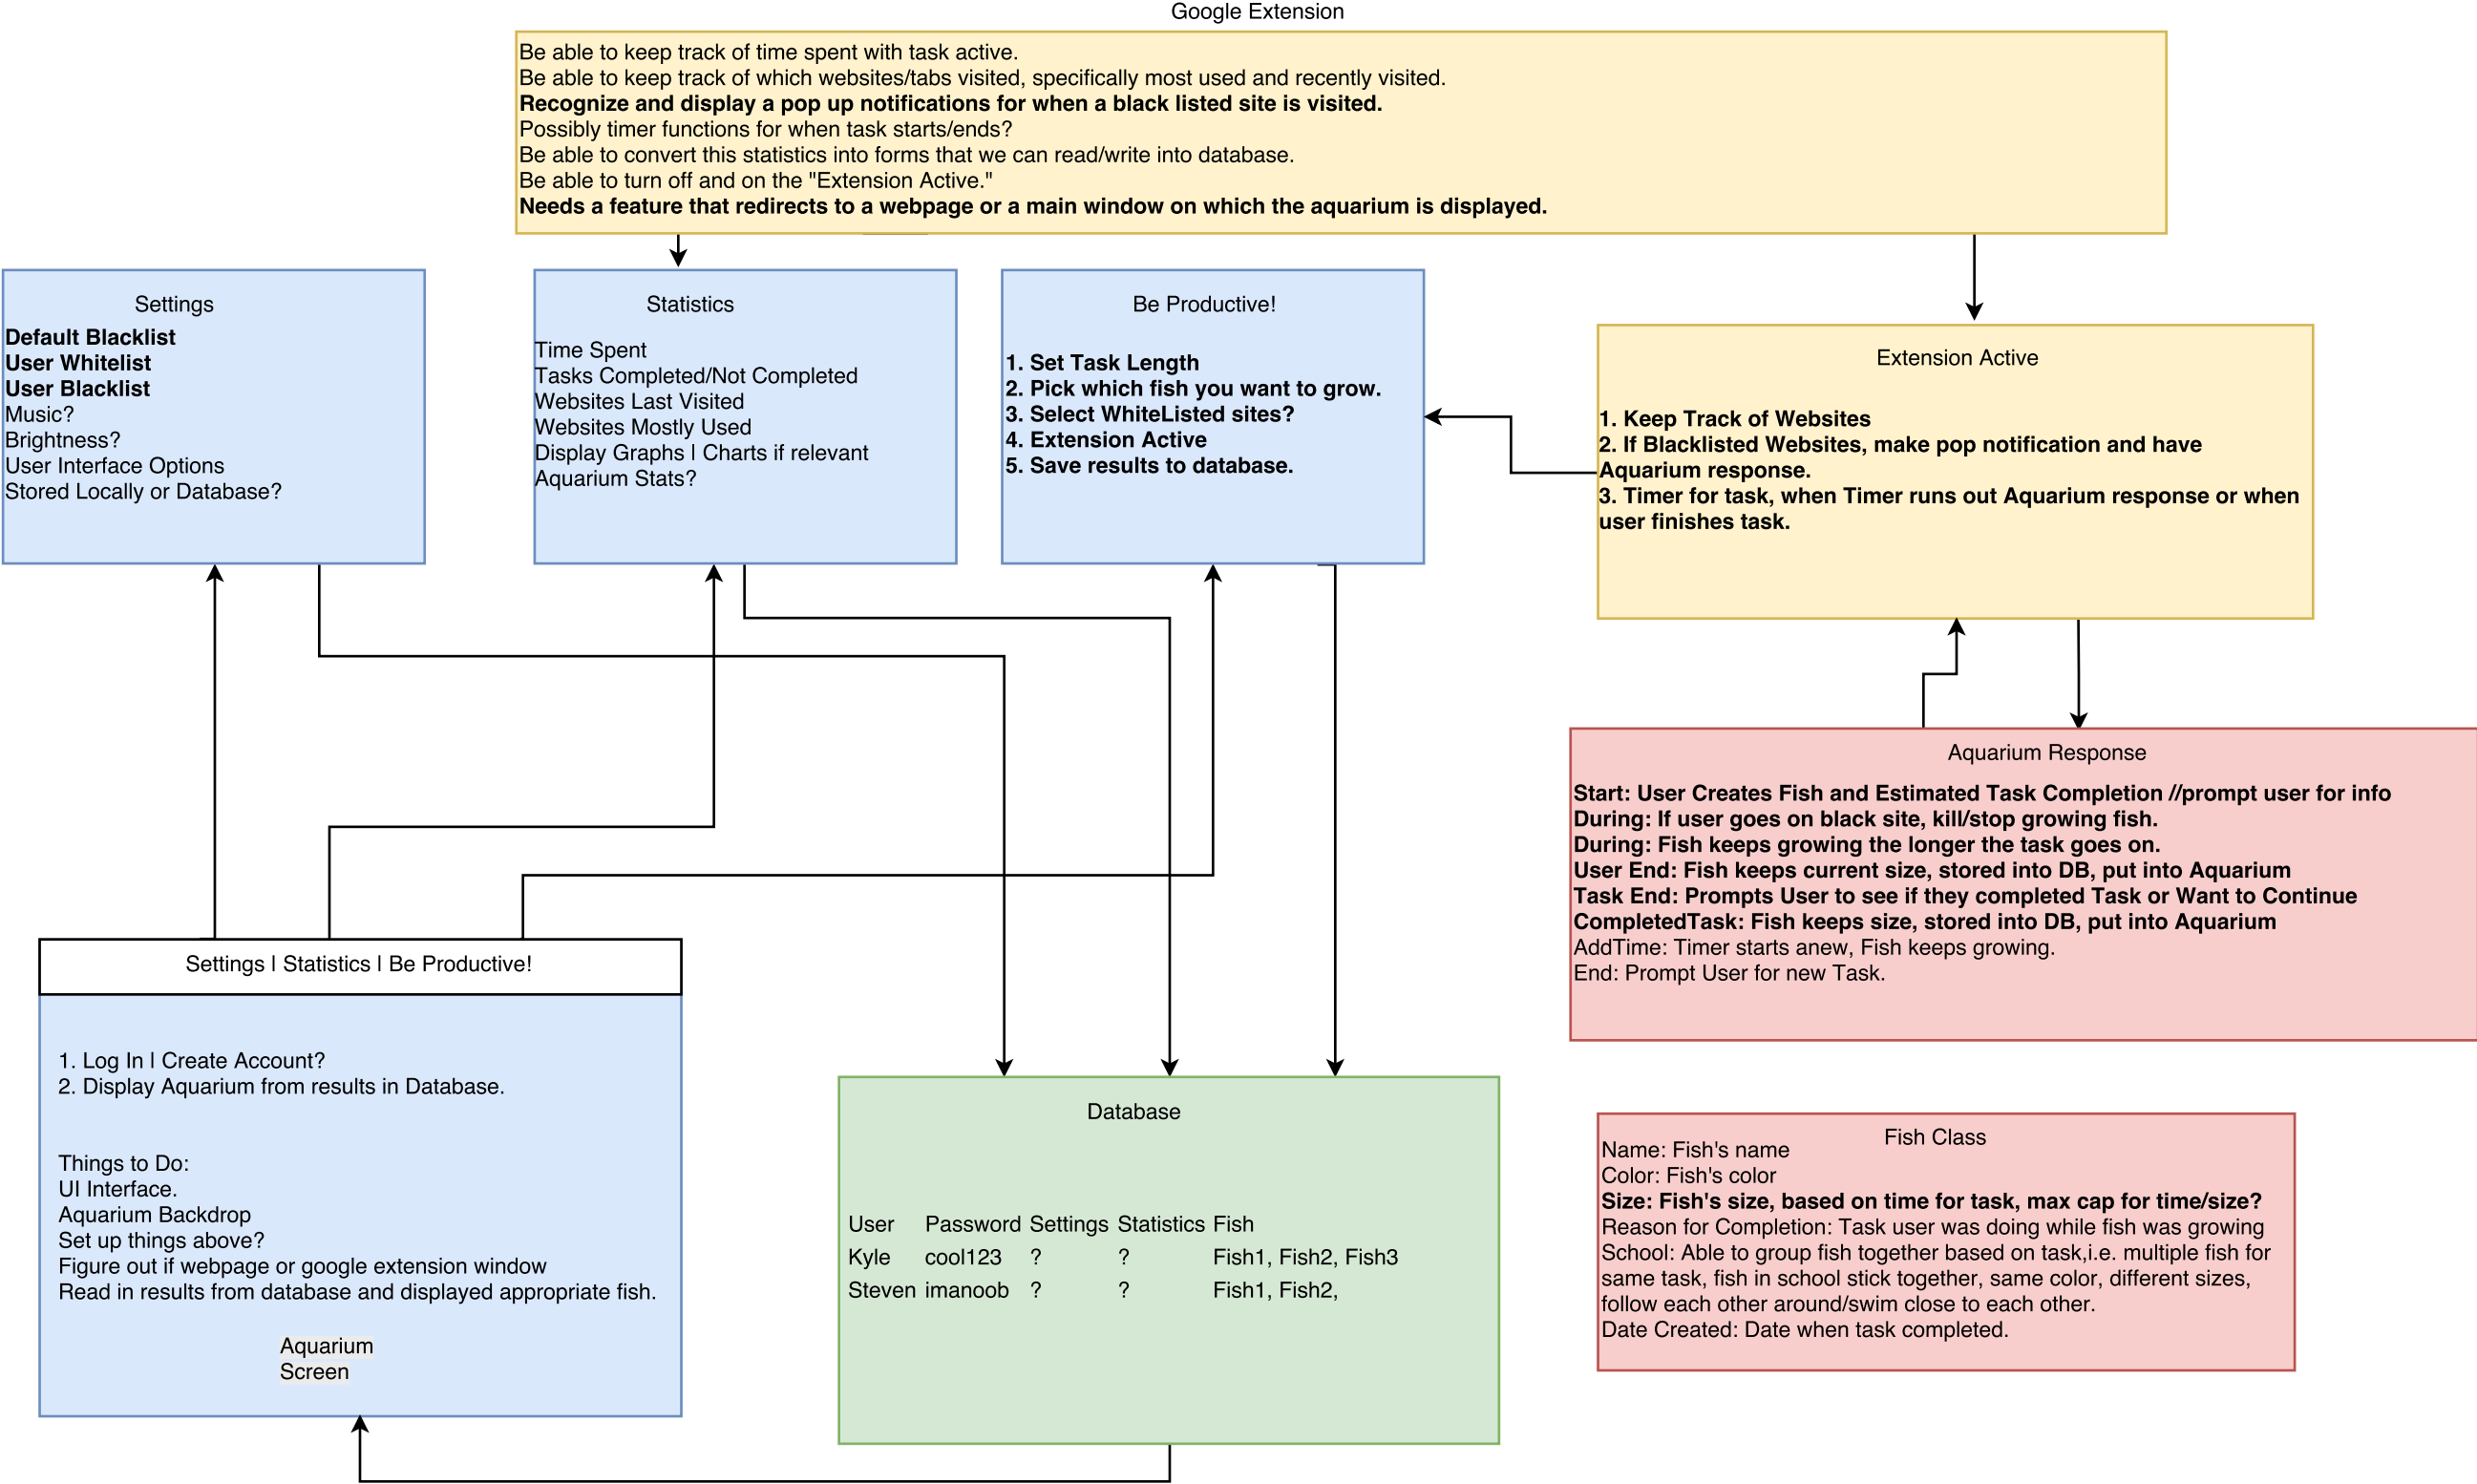 Google Extension
Be able to keep track of time spent with task active.
Be able to keep track of which websites/tabs visited, specifically most used and recently visited.
Recognize and display a pop up notifications for when a black listed site is visited.
Possibly timer functions for when task starts/ends?
Be able to convert this statistics into forms that we can read/write into database.
Be able to turn off and on the "Extension Active."
Needs a feature that redirects to a webpage or a main window on which the aquarium is displayed.
Settings
Default Blacklist
User Whitelist
User Blacklist
Music?
Brightness?
User Interface Options
Stored Locally or Database?
Statistics
Time Spent
Tasks Completed/Not Completed
Websites Last Visited
Websites Mostly Used
Display Graphs | Charts if relevant
Aquarium Stats?
Be Productive!
1. Set Task Length
2. Pick which fish you want to grow.
3. Select WhiteListed sites?
4. Extension Active
5. Save results to database.
Extension Active
1. Keep Track of Websites
2. If Blacklisted Websites, make pop notification and have
Aquarium response.
3. Timer for task, when Timer runs out Aquarium response or when
user finishes task.
Aquarium Response
Start: User Creates Fish and Estimated Task Completion //prompt user for info
During: If user goes on black site, kill/stop growing fish.
During: Fish keeps growing the longer the task goes on.
User End: Fish keeps current size, stored into DB, put into Aquarium
Task End: Prompts User to see if they completed Task or Want to Continue
CompletedTask: Fish keeps size, stored into DB, put into Aquarium
AddTime: Timer starts anew, Fish keeps growing.
End: Prompt User for new Task.
Settings | Statistics | Be Productive!
1. Log In | Create Account?
2. Display Aquarium from results in Database.
Things to Do:
UI Interface.
Aquarium Backdrop
Set up things above?
Figure out if webpage or google extension window
Read in results from database and displayed appropriate fish.
Aquarium
Screen
Database
User Password Settings Statistics Fish
Kyle cool123 ? ? Fish1, Fish2, Fish3
Steven imanoob ? ? Fish1, Fish2,
Fish Class
Name: Fish's name
Color: Fish's color
Size: Fish's size, based on time for task, max cap for time/size?
Reason for Completion: Task user was doing while fish was growing
School: Able to group fish together based on task,i.e. multiple fish for
same task, fish in school stick together, same color, different sizes,
follow each other around/swim close to each other.
Date Created: Date when task completed.